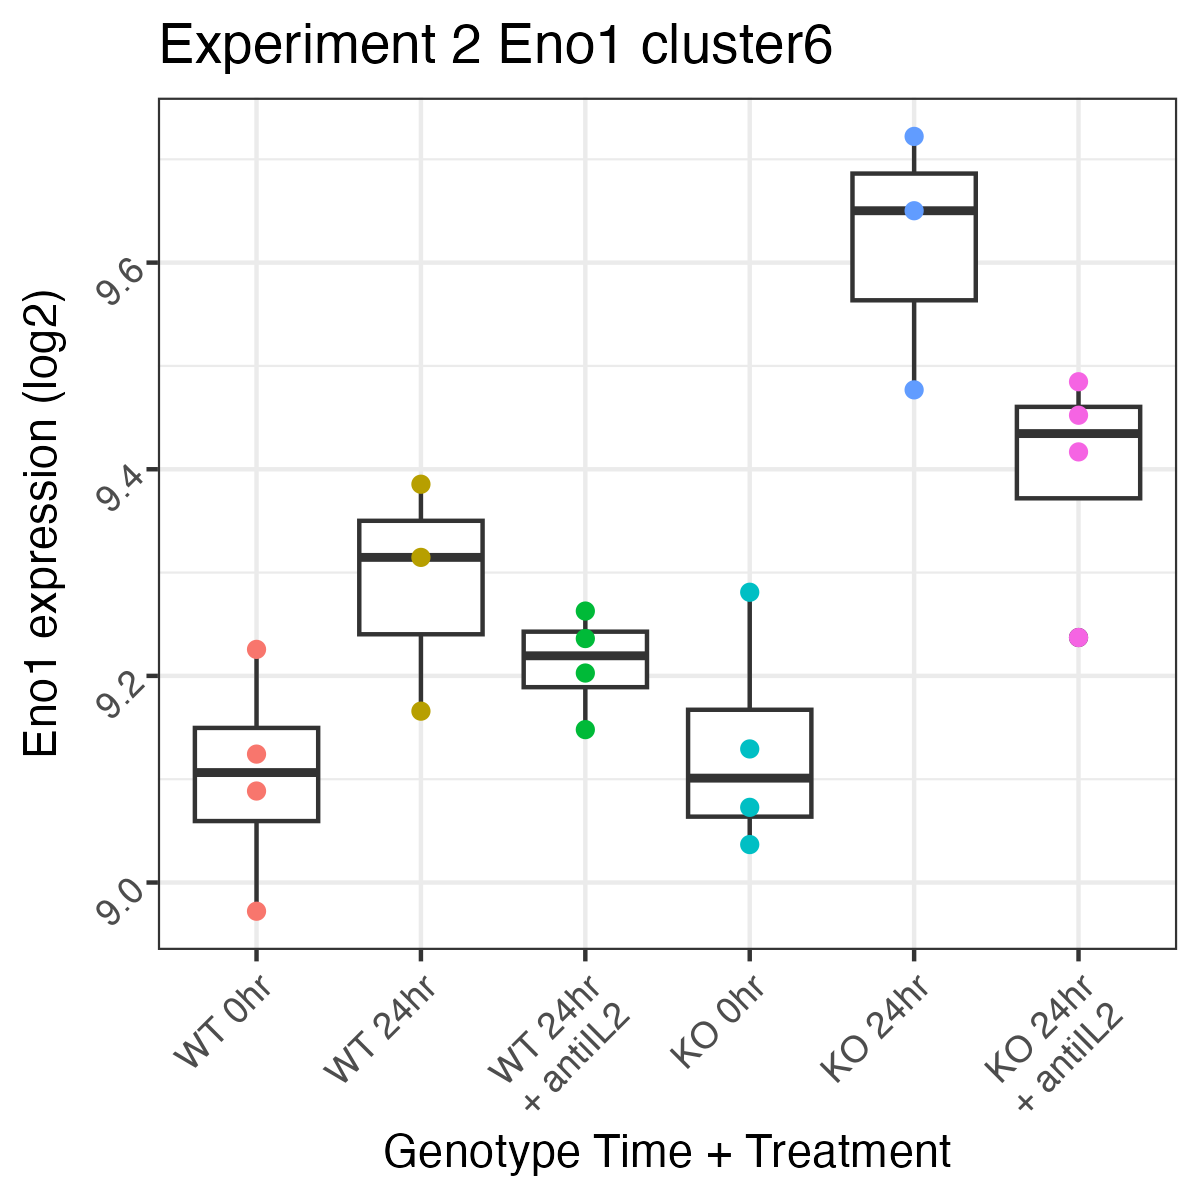 Experiment 2 Eno1 cluster6
Eno1 expression (log2)
9.6
9.4
9.2
9.0
WT 0hr
WT 24hr
WT 24hr
+ antiIL2
KO 0hr
KO 24hr
KO 24hr
+ antiIL2
Genotype Time + Treatment